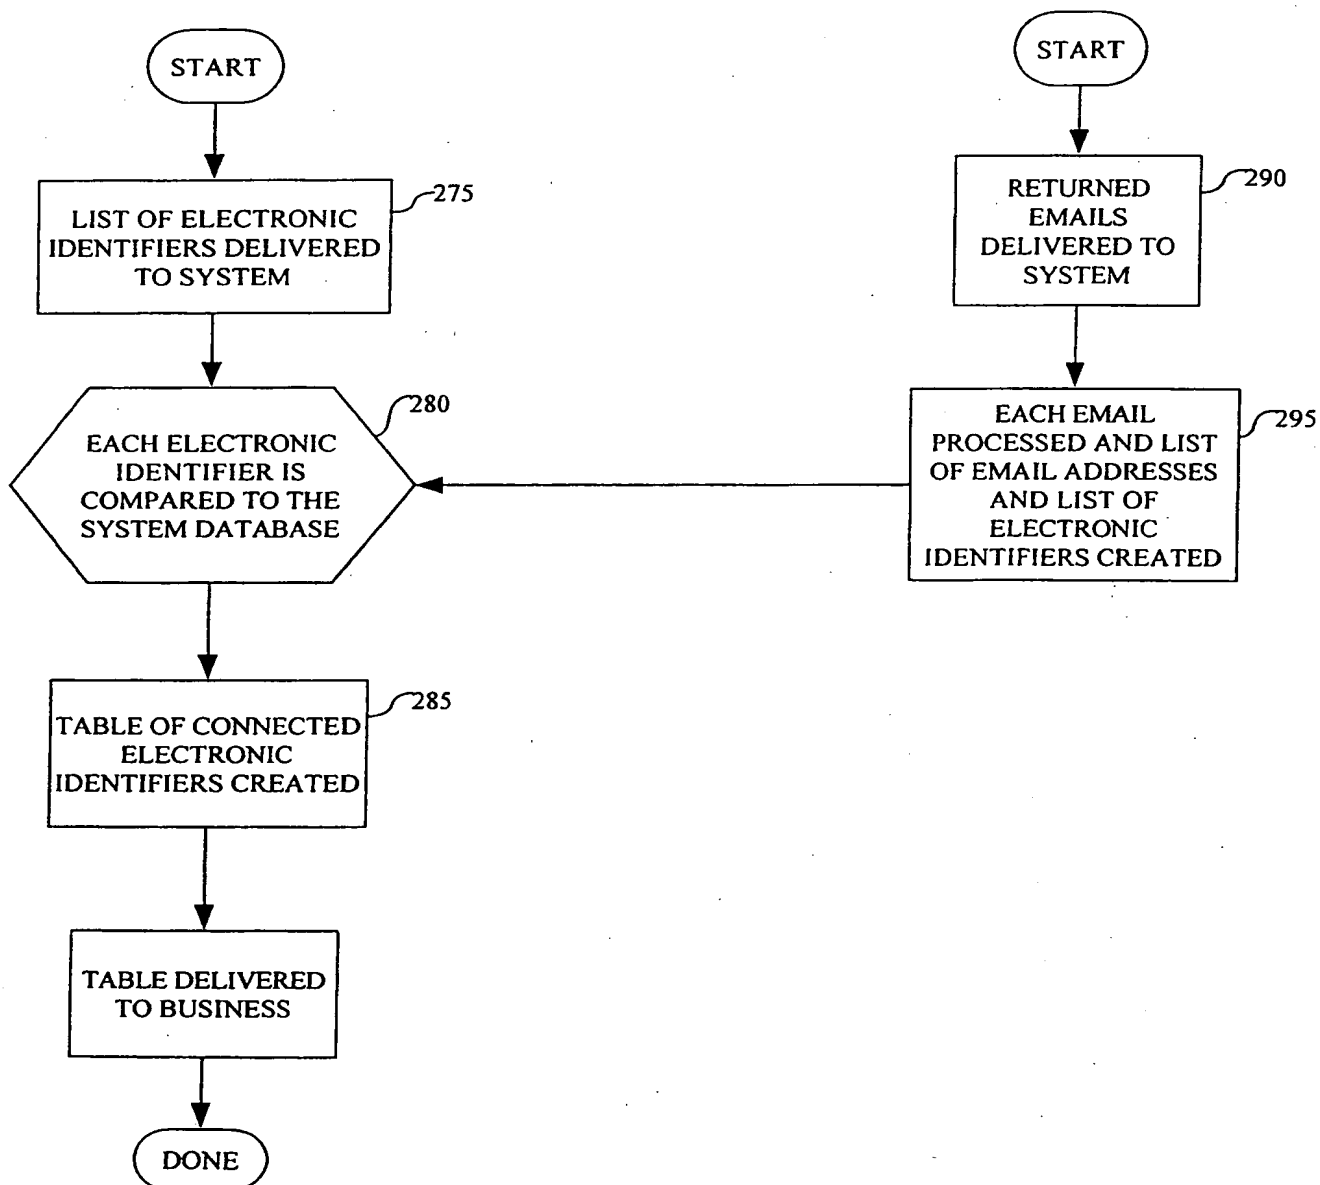 START
275
LIST OF ELECTRONIC
IDENTIFIERS DELIVERED
TO SYSTEM
280
EACH ELECTRONIC
IDENTIFIER IS
COMPARED TO THE
SYSTEM DATABASE
285
TABLE OF CONNECTED
ELECTRONIC
IDENTIFIERS CREATED
TABLE DELIVERED
TO BUSINESS
DONE
START
290
RETURNED
EMAILS
DELIVERED TO
SYSTEM
295
EACH EMAIL
PROCESSED AND LIST
OF EMAIL ADDRESSES
AND LIST OF
ELECTRONIC
IDENTIFIERS CREATED